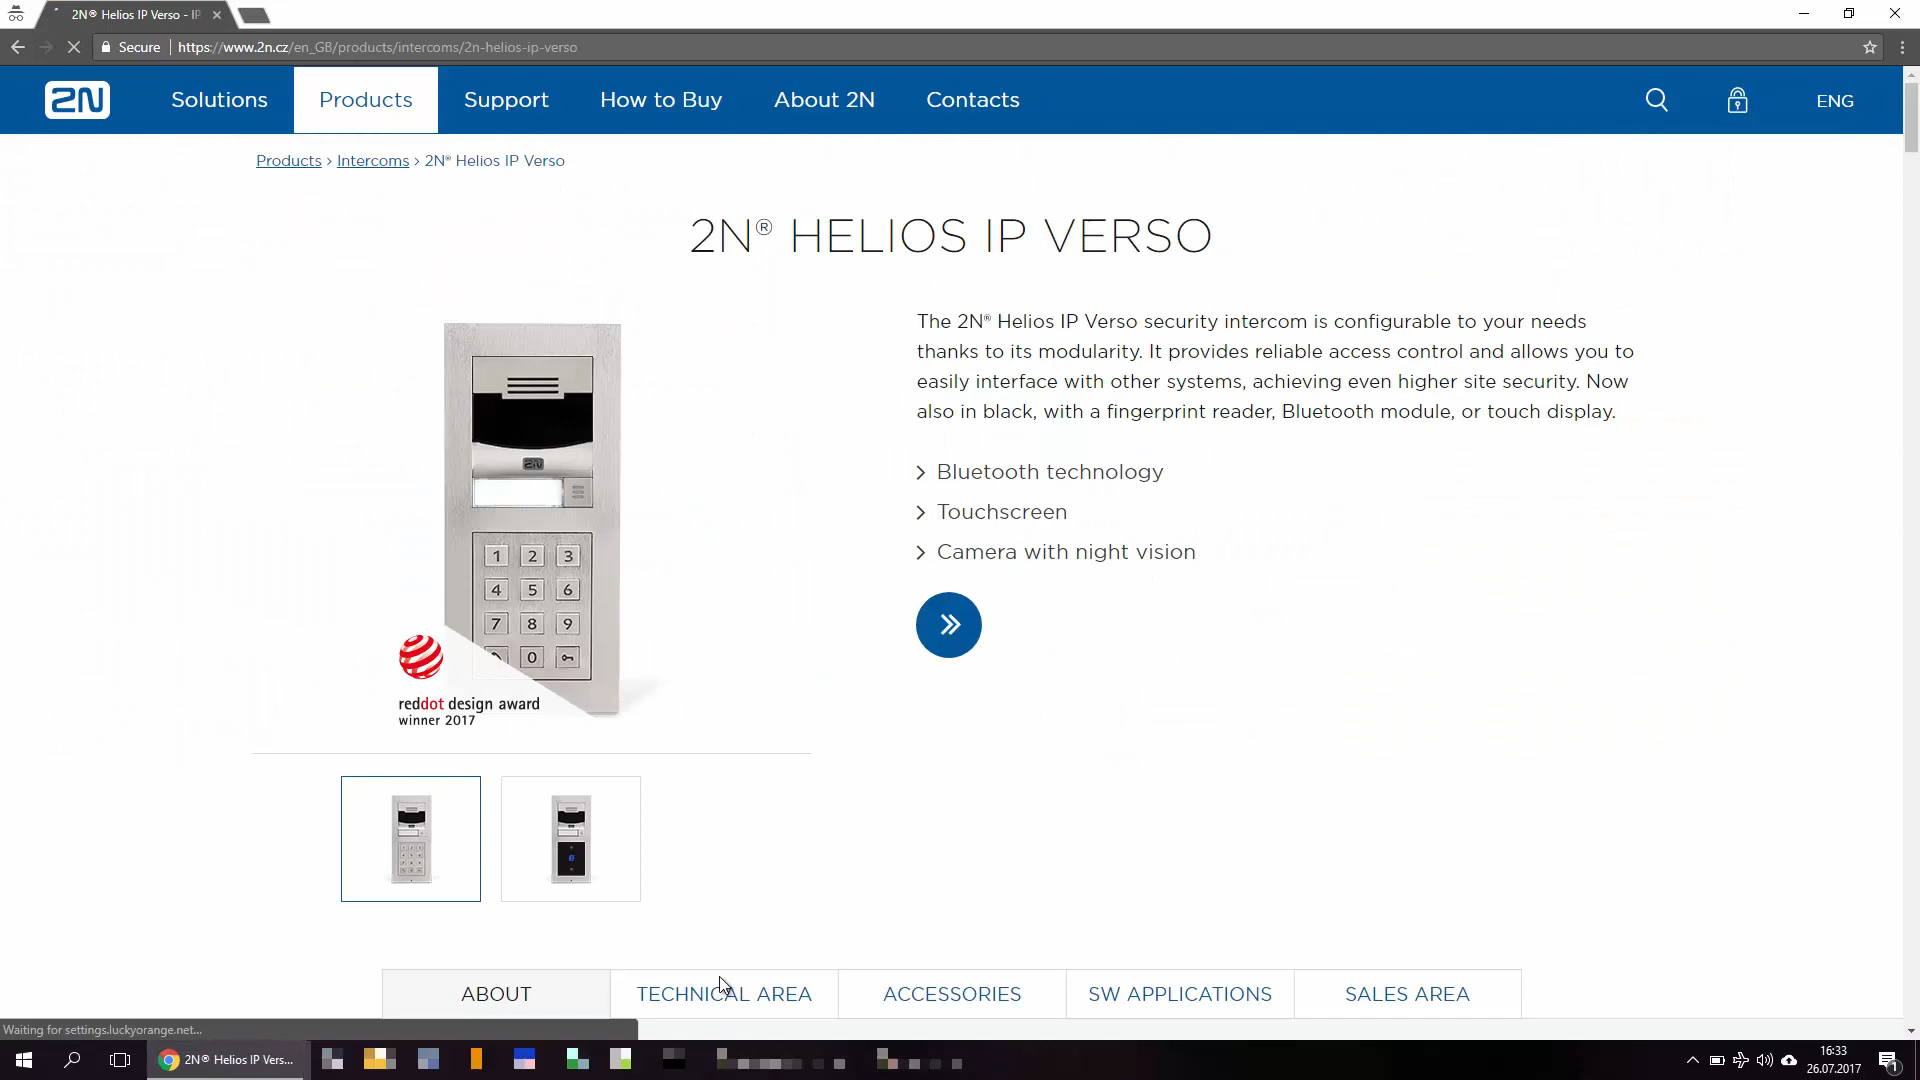 2N® Helios IP Verso - IP
Secure https://www.2n.cz/en_GB/products/intercoms/2n-helios-ip-verso
2N Solutions Products Support How to Buy About 2N Contacts ENG
Products › Intercoms › 2N® Helios IP Verso
2N® HELIOS IP VERSO
The 2N® Helios IP Verso security intercom is configurable to your needs
thanks to its modularity. It provides reliable access control and allows you to
easily interface with other systems, achieving even higher site security. Now
also in black, with a fingerprint reader, Bluetooth module, or touch display.
Bluetooth technology
Touchscreen
Camera with night vision
2N
1 2 3
4 5 6
7 8 9
0
reddot design award
winner 2017
ABOUT TECHNICAL AREA ACCESSORIES SW APPLICATIONS SALES AREA
Waiting for settings.luckyorange.net...
2N® Helios IP Vers...
16:33
26.07.2017
1